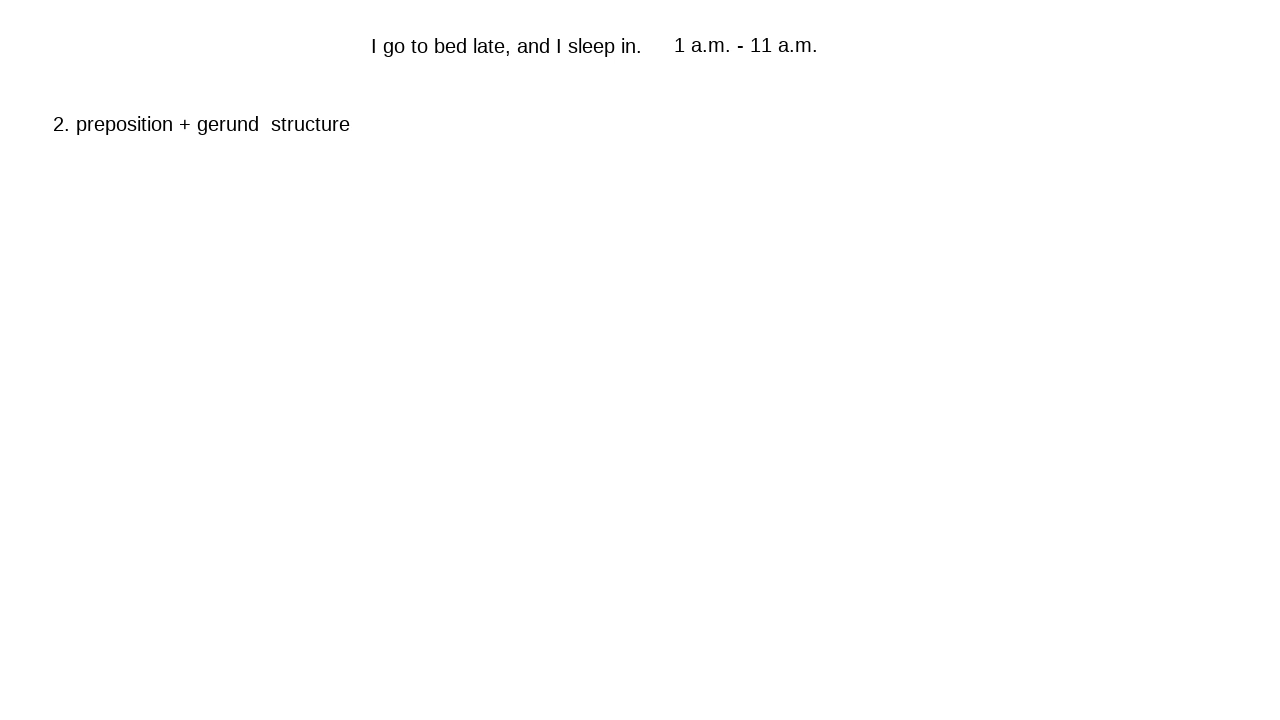 I go to bed late, and I sleep in. 1 a.m. - 11 a.m.
2. preposition + gerund  structure